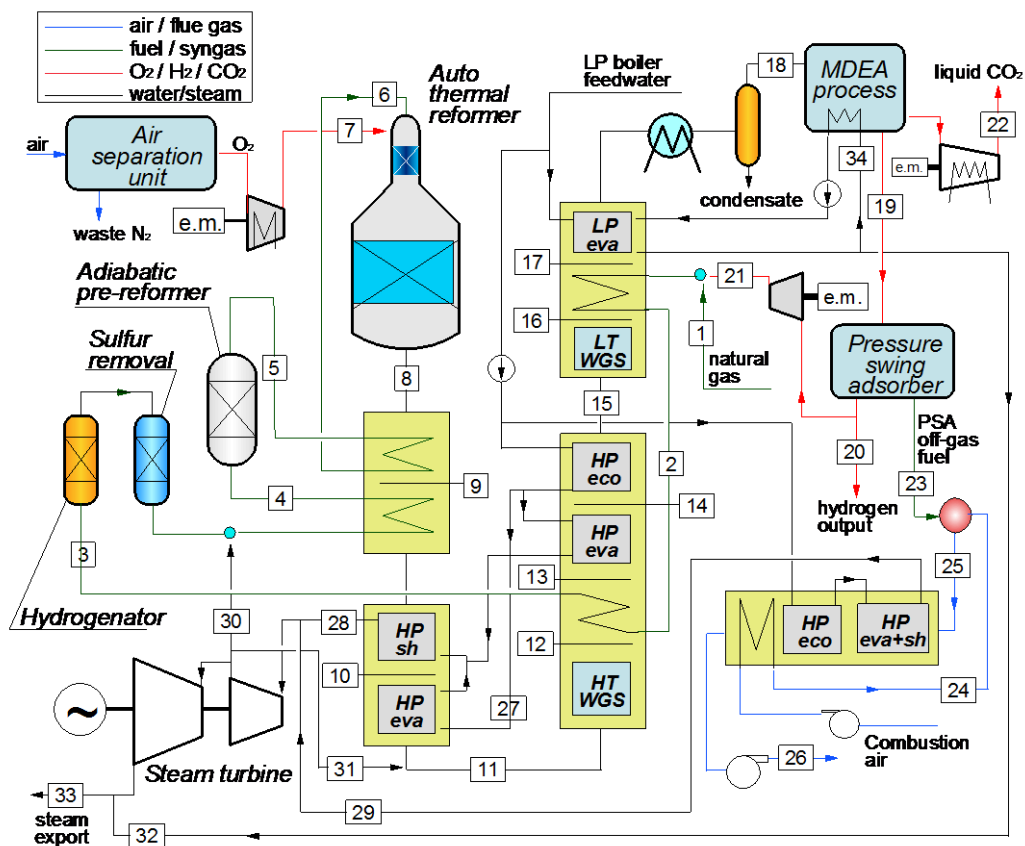 air / flue gas
fuel / syngas
O₂ / H₂ / CO₂
water/steam
Air
separation
unit
air
O₂
waste N₂
e.m.
7
6
Auto
thermal
reformer
LP boiler
feedwater
18
MDEA
process
liquid CO₂
22
e.m.
34
19
condensate
LP
eva
17
16
LT
WGS
15
21
e.m.
1
natural
gas
Pressure
swing
adsorber
PSA
off-gas
fuel
20
23
hydrogen
output
Adiabatic
pre-reformer
Sulfur
removal
5
8
9
4
3
Hydrogenator
30
2
HP
eco
14
HP
eva
13
12
HT
WGS
25
HP
eco
HP
eva+sh
24
Combustion
air
26
28
HP
sh
10
HP
eva
27
11
31
29
~
Steam turbine
33
steam
export
32